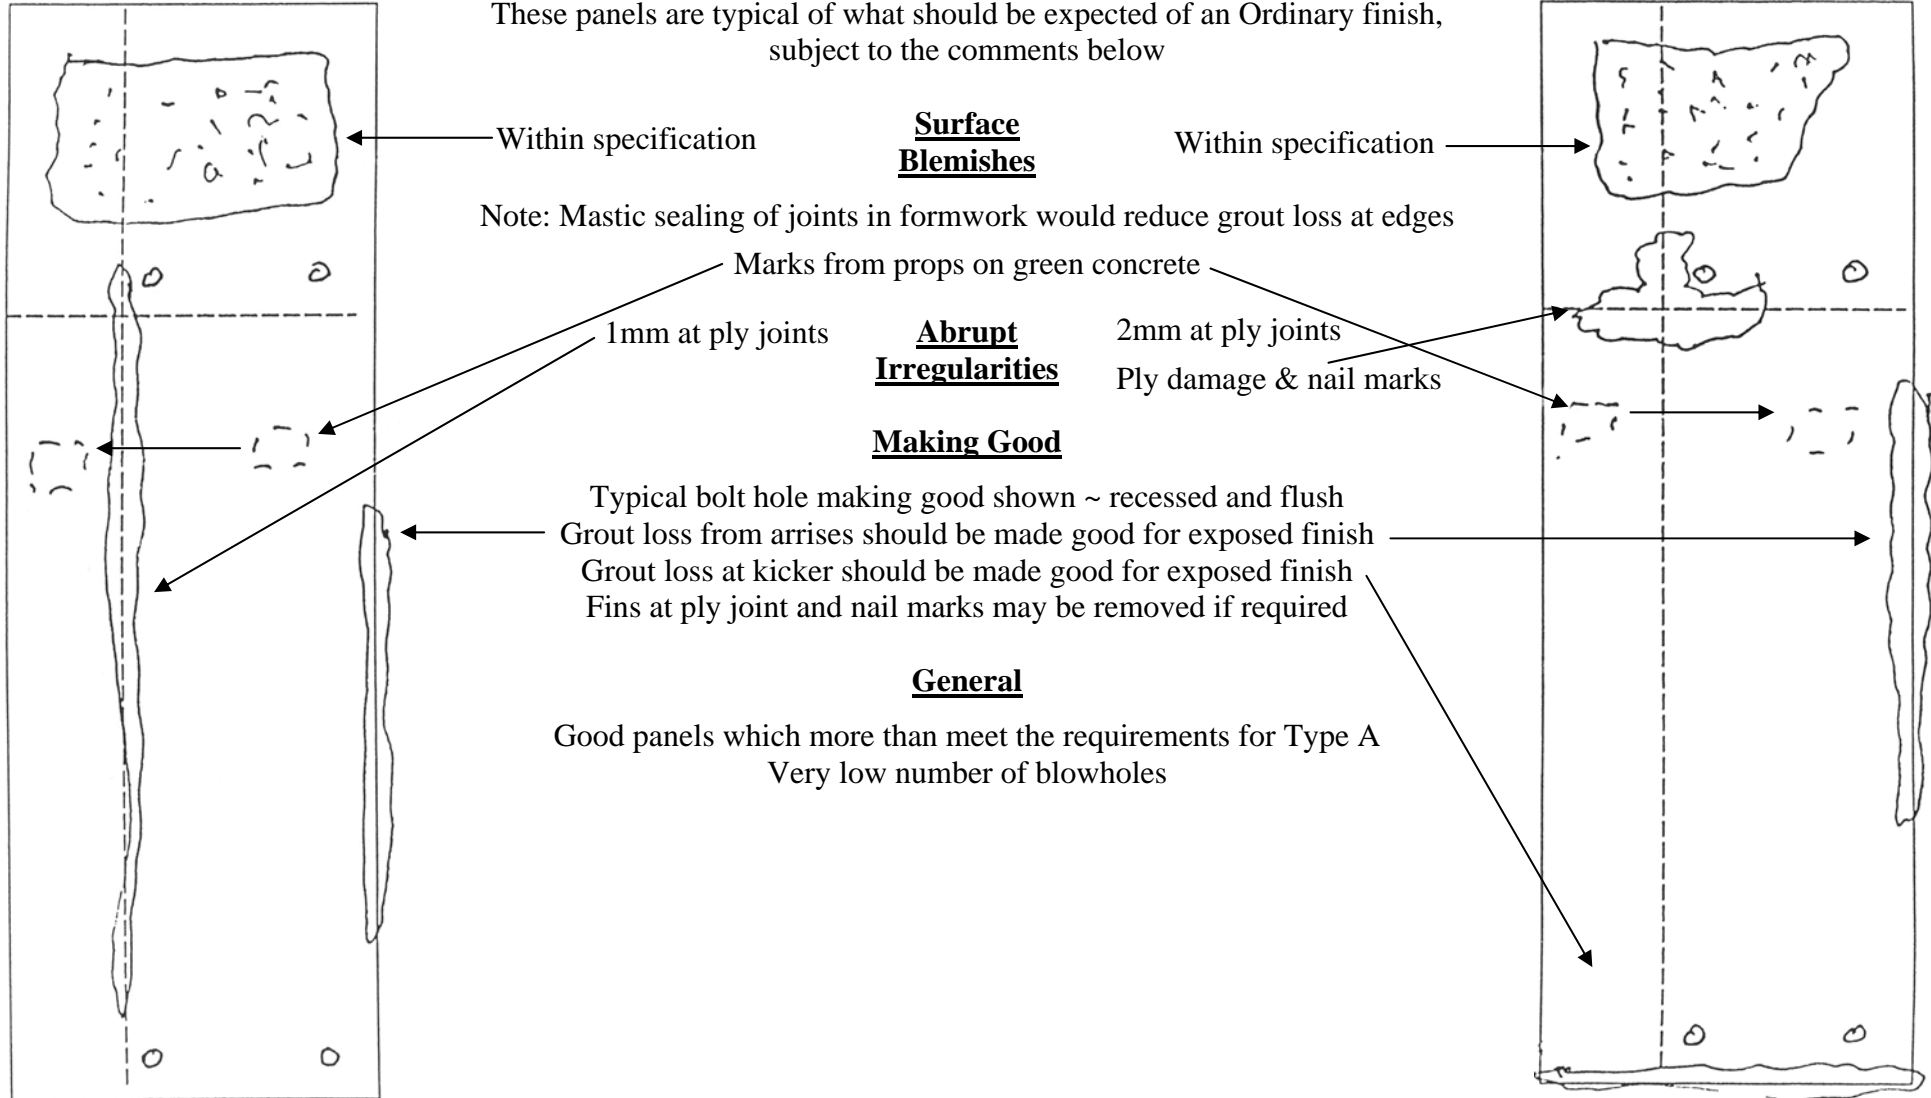 These panels are typical of what should be expected of an Ordinary finish,
subject to the comments below
Surface
Blemishes
Within specification
Within specification
Note: Mastic sealing of joints in formwork would reduce grout loss at edges
Marks from props on green concrete
Abrupt
Irregularities
1mm at ply joints
2mm at ply joints
Ply damage & nail marks
Making Good
Typical bolt hole making good shown ~ recessed and flush
Grout loss from arrises should be made good for exposed finish
Grout loss at kicker should be made good for exposed finish
Fins at ply joint and nail marks may be removed if required
General
Good panels which more than meet the requirements for Type A
Very low number of blowholes